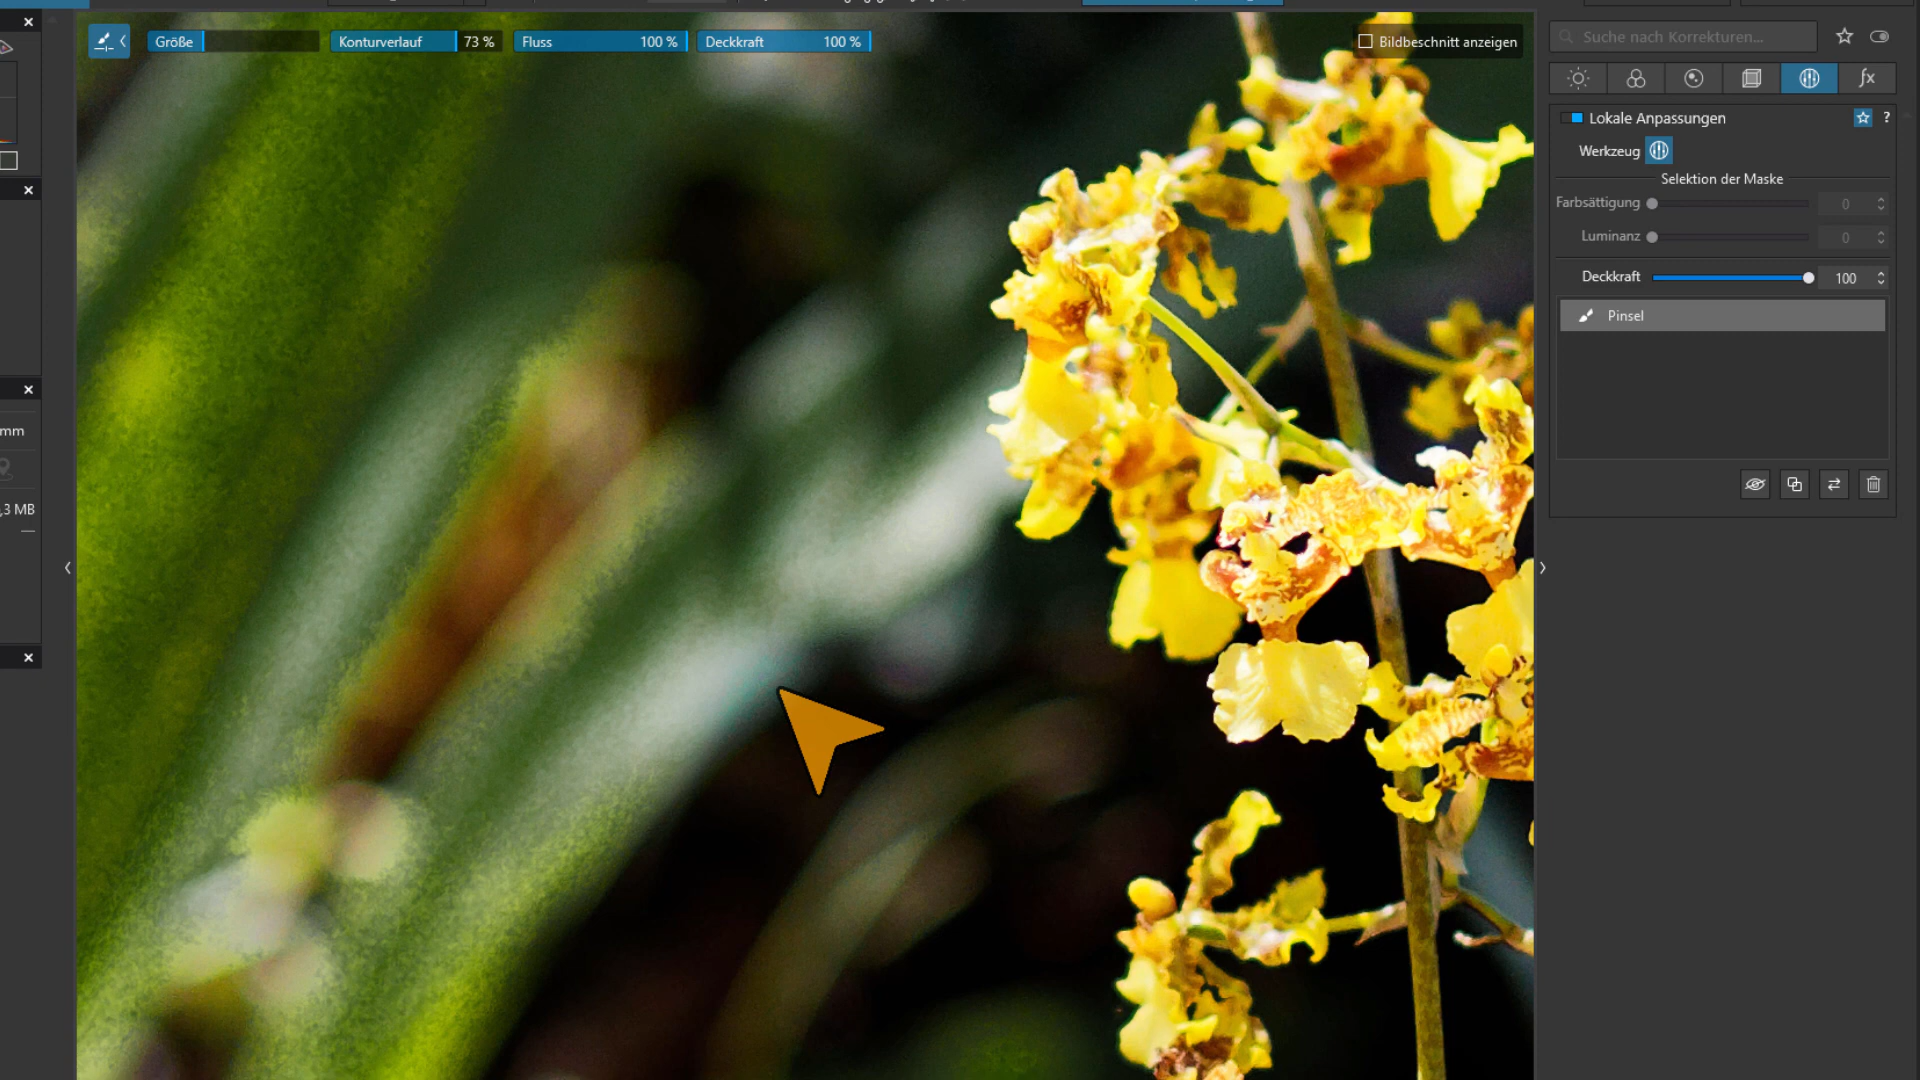 Größe
Konturverlauf 73 %
Fluss 100 %
Deckkraft 100 %
Bildbeschnitt anzeigen
Suche nach Korrekturen...
fx
Lokale Anpassungen ?
Werkzeug
Selektion der Maske
Farbsättigung 0
Luminanz 0
Deckkraft 100
Pinsel
mm
,3 MB